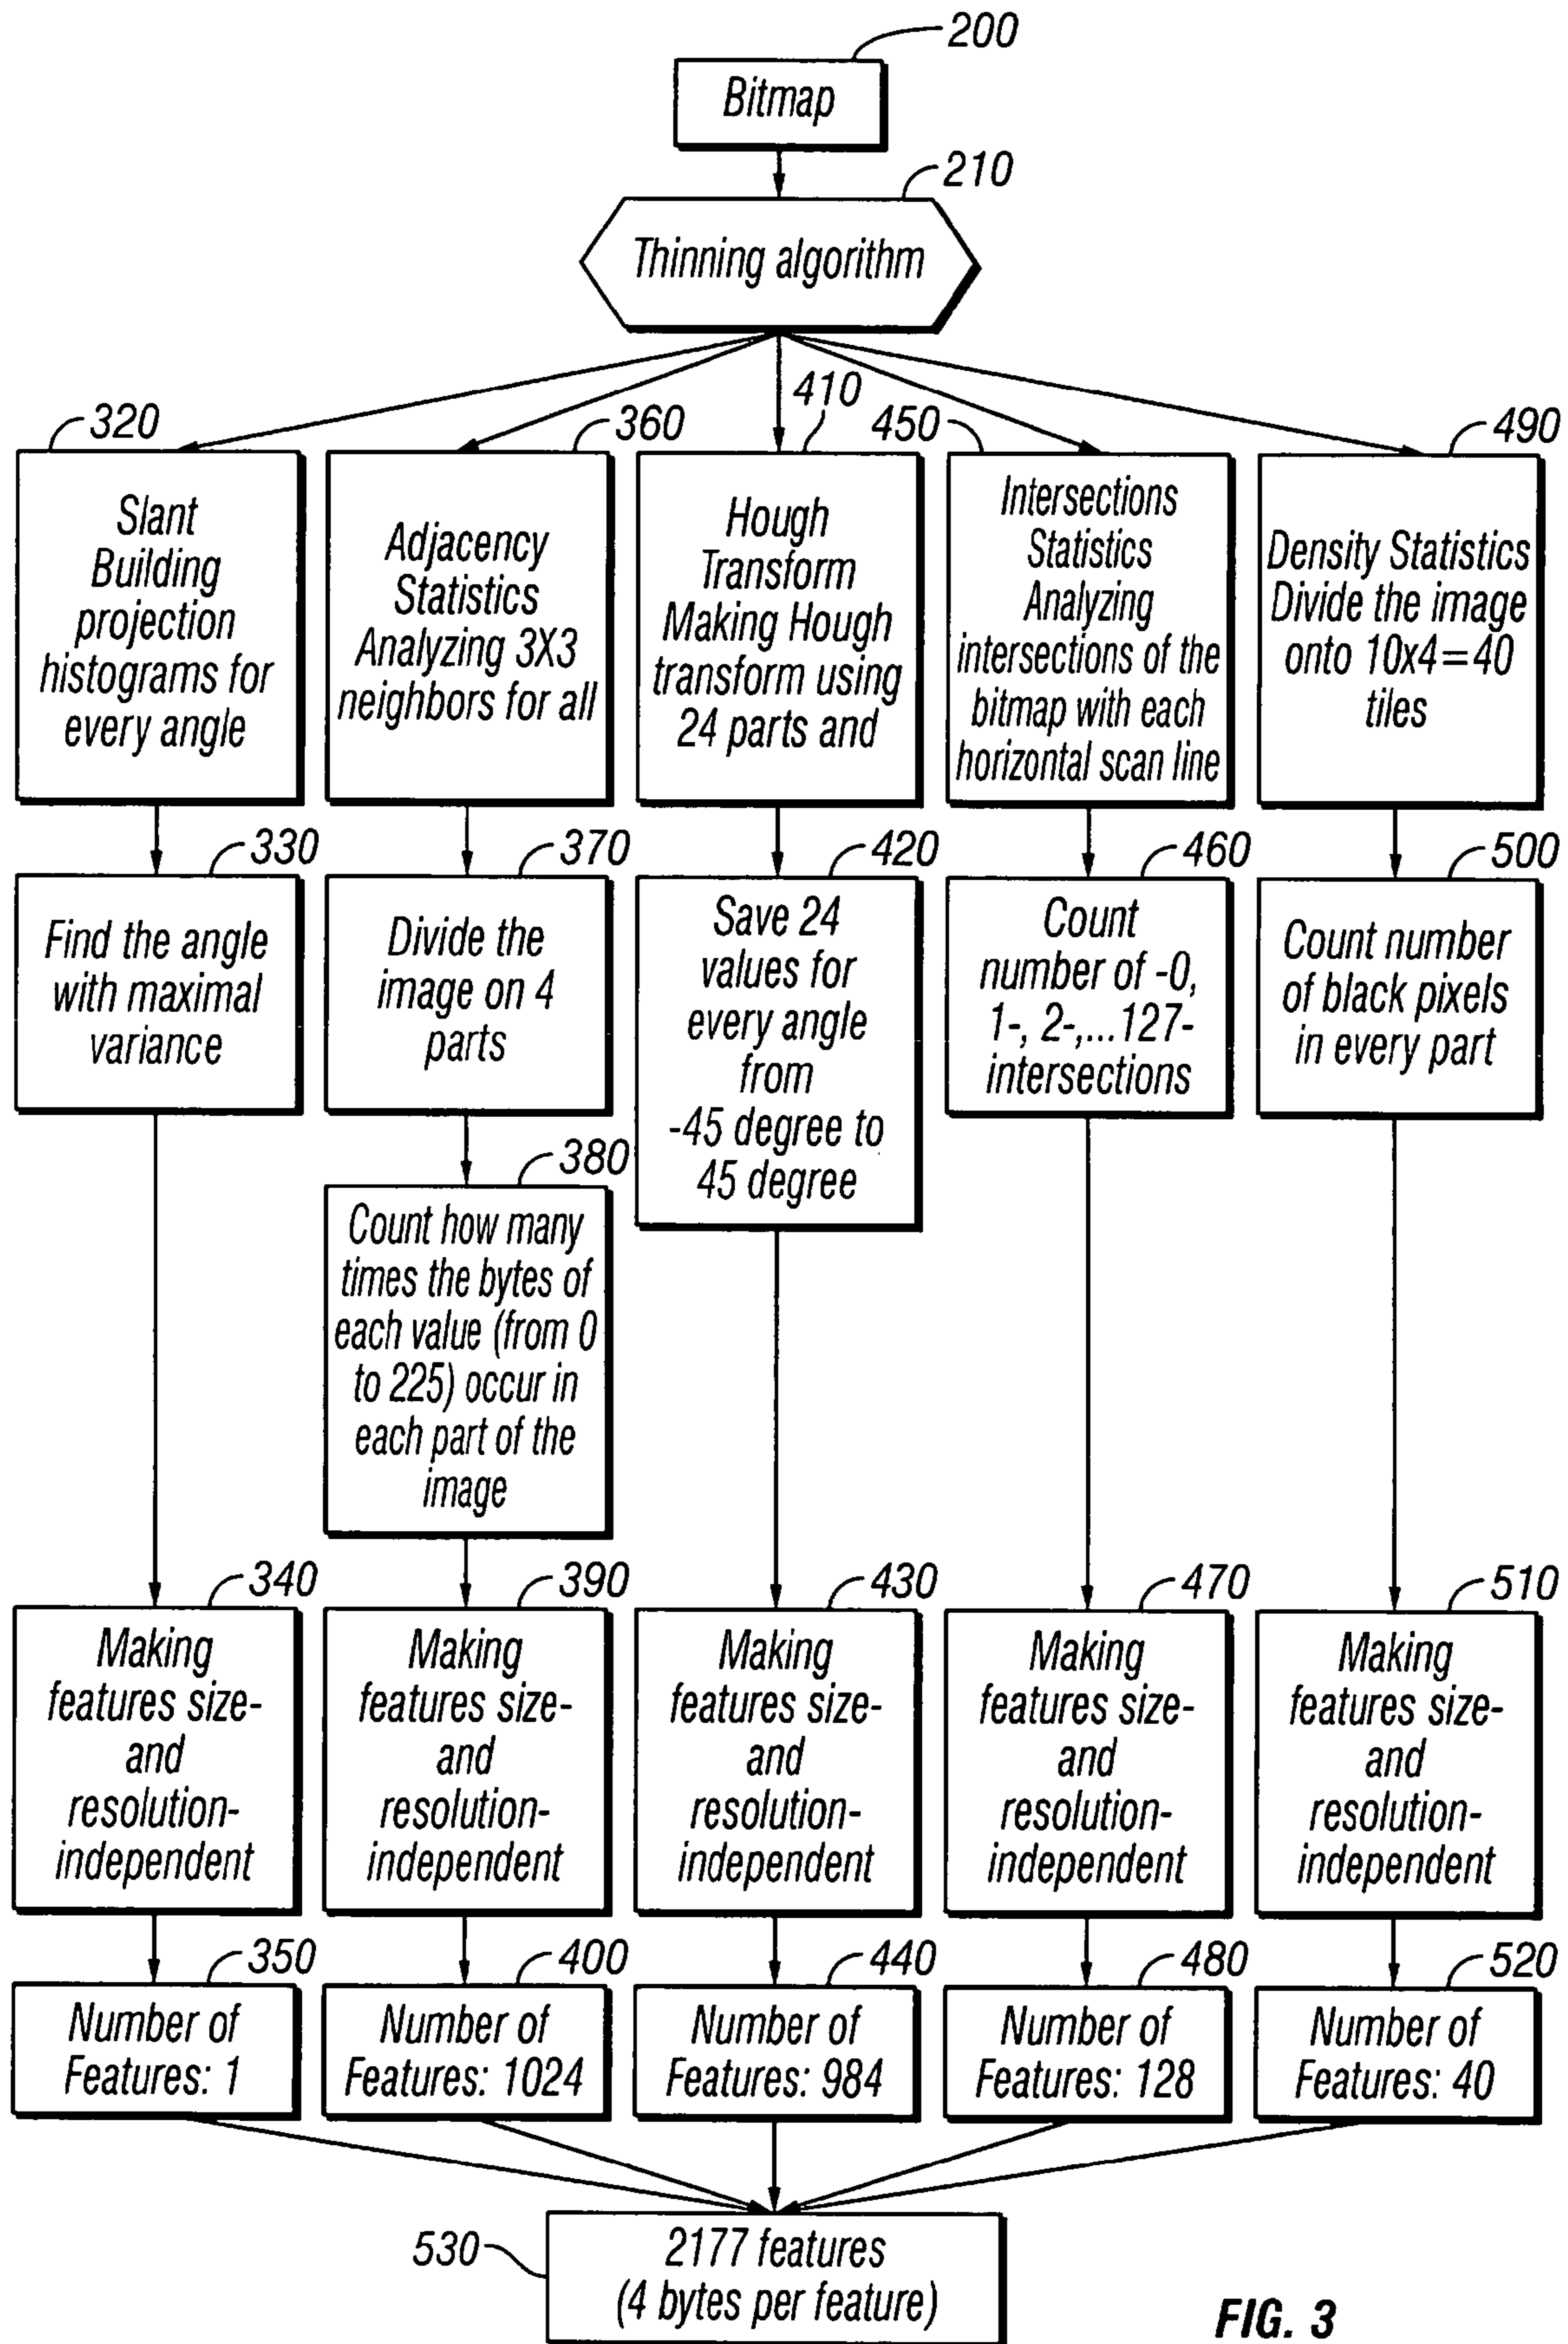 200
Bitmap
210
Thinning algorithm
320
Slant
Building
projection
histograms for
every angle
360
Adjacency
Statistics
Analyzing 3X3
neighbors for all
410
Hough
Transform
Making Hough
transform using
24 parts and
450
Intersections
Statistics
Analyzing
intersections of the
bitmap with each
horizontal scan line
490
Density Statistics
Divide the image
onto 10x4=40
tiles
330
Find the angle
with maximal
variance
370
Divide the
image on 4
parts
420
Save 24
values for
every angle
from
-45 degree to
45 degree
460
Count
number of -0,
1-, 2-,...127-
intersections
500
Count number
of black pixels
in every part
380
Count how many
times the bytes of
each value (from 0
to 225) occur in
each part of the
image
340
Making
features size-
and
resolution-
independent
390
Making
features size-
and
resolution-
independent
430
Making
features size-
and
resolution-
independent
470
Making
features size-
and
resolution-
independent
510
Making
features size-
and
resolution-
independent
350
Number of
Features: 1
400
Number of
Features: 1024
440
Number of
Features: 984
480
Number of
Features: 128
520
Number of
Features: 40
530
2177 features
(4 bytes per feature)
FIG. 3